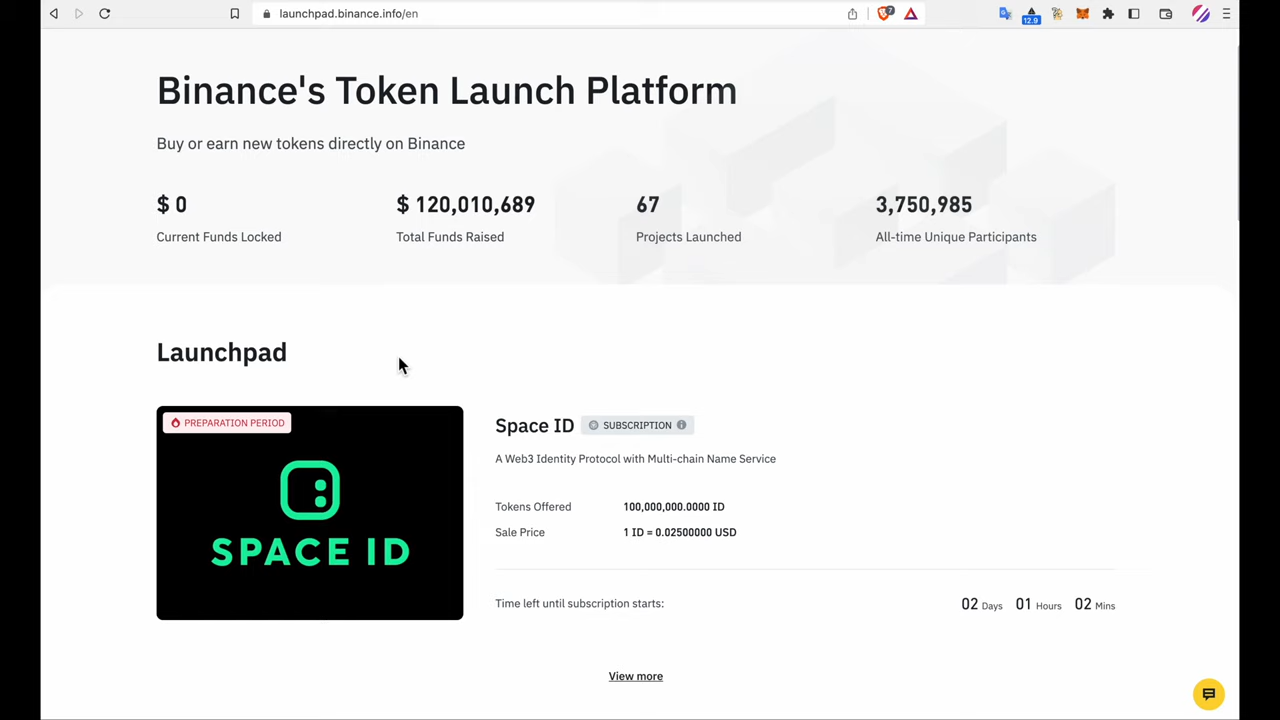 launchpad.binance.info/en
7
12.9
Binance's Token Launch Platform
Buy or earn new tokens directly on Binance
$ 0
Current Funds Locked
$ 120,010,689
Total Funds Raised
67
Projects Launched
3,750,985
All-time Unique Participants
Launchpad
PREPARATION PERIOD
SPACE ID
Space ID
SUBSCRIPTION
A Web3 Identity Protocol with Multi-chain Name Service
Tokens Offered 100,000,000.0000 ID
Sale Price 1 ID = 0.02500000 USD
Time left until subscription starts: 02 Days 01 Hours 02 Mins
View more